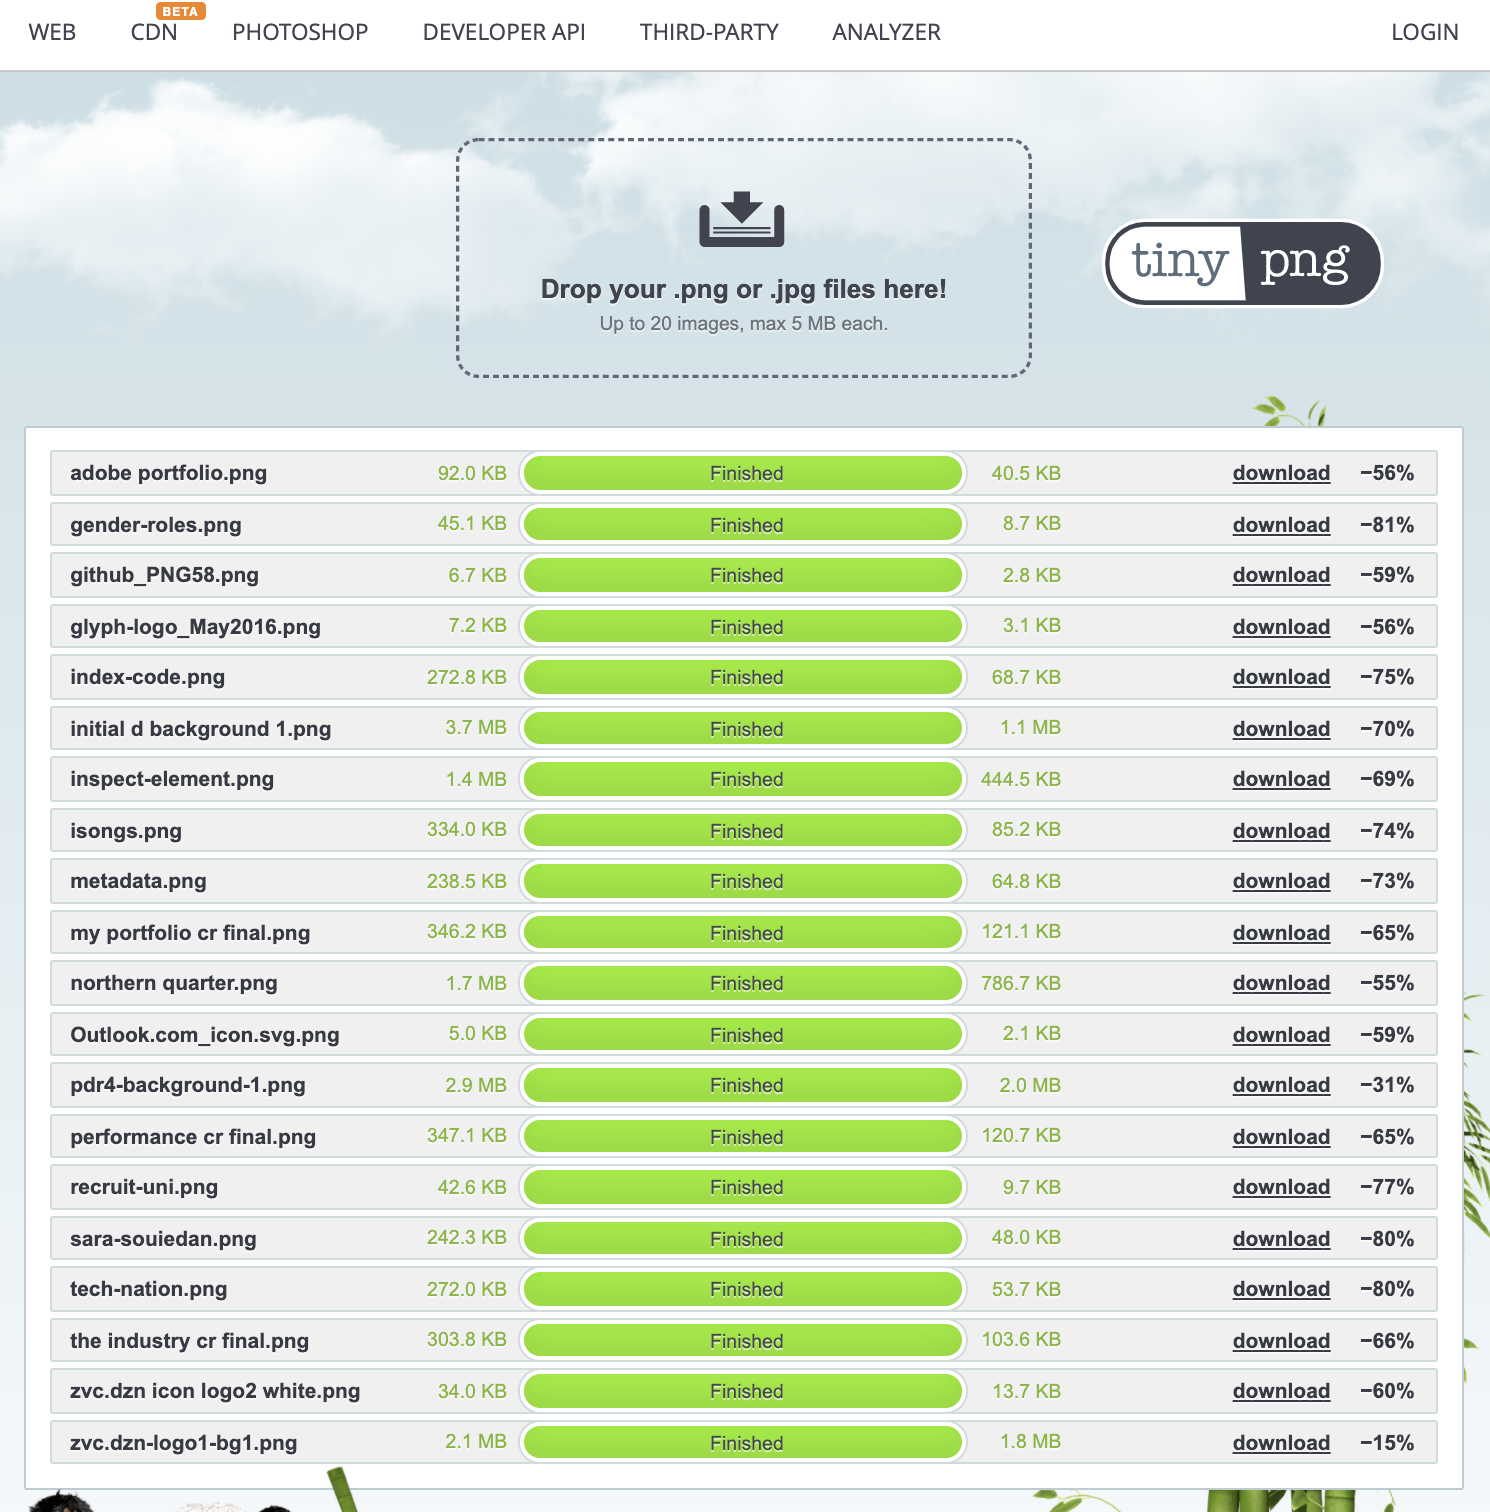 WEB CDN BETA PHOTOSHOP DEVELOPER API THIRD-PARTY ANALYZER LOGIN
Drop your .png or .jpg files here!
Up to 20 images, max 5 MB each.
tiny png
adobe portfolio.png 92.0 KB Finished 40.5 KB download −56%
gender-roles.png 45.1 KB Finished 8.7 KB download −81%
github_PNG58.png 6.7 KB Finished 2.8 KB download −59%
glyph-logo_May2016.png 7.2 KB Finished 3.1 KB download −56%
index-code.png 272.8 KB Finished 68.7 KB download −75%
initial d background 1.png 3.7 MB Finished 1.1 MB download −70%
inspect-element.png 1.4 MB Finished 444.5 KB download −69%
isongs.png 334.0 KB Finished 85.2 KB download −74%
metadata.png 238.5 KB Finished 64.8 KB download −73%
my portfolio cr final.png 346.2 KB Finished 121.1 KB download −65%
northern quarter.png 1.7 MB Finished 786.7 KB download −55%
Outlook.com_icon.svg.png 5.0 KB Finished 2.1 KB download −59%
pdr4-background-1.png 2.9 MB Finished 2.0 MB download −31%
performance cr final.png 347.1 KB Finished 120.7 KB download −65%
recruit-uni.png 42.6 KB Finished 9.7 KB download −77%
sara-souiedan.png 242.3 KB Finished 48.0 KB download −80%
tech-nation.png 272.0 KB Finished 53.7 KB download −80%
the industry cr final.png 303.8 KB Finished 103.6 KB download −66%
zvc.dzn icon logo2 white.png 34.0 KB Finished 13.7 KB download −60%
zvc.dzn-logo1-bg1.png 2.1 MB Finished 1.8 MB download −15%